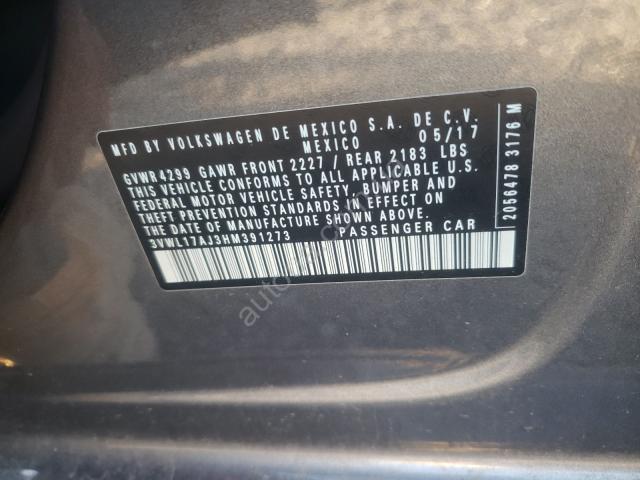 MFD BY VOLKSWAGEN DE MEXICO S.A. DE C.V.
MEXICO 05/17
GVWR 4299 GAWR FRONT 2227 / REAR 2183 LBS
THIS VEHICLE CONFORMS TO ALL APPLICABLE U.S.
FEDERAL MOTOR VEHICLE SAFETY, BUMPER AND
THEFT PREVENTION STANDARDS IN EFFECT ON
THE DATE OF MANUFACTURE SHOWN ABOVE.
3VWL17AJ3HM391273 PASSENGER CAR
2056478 3176 M